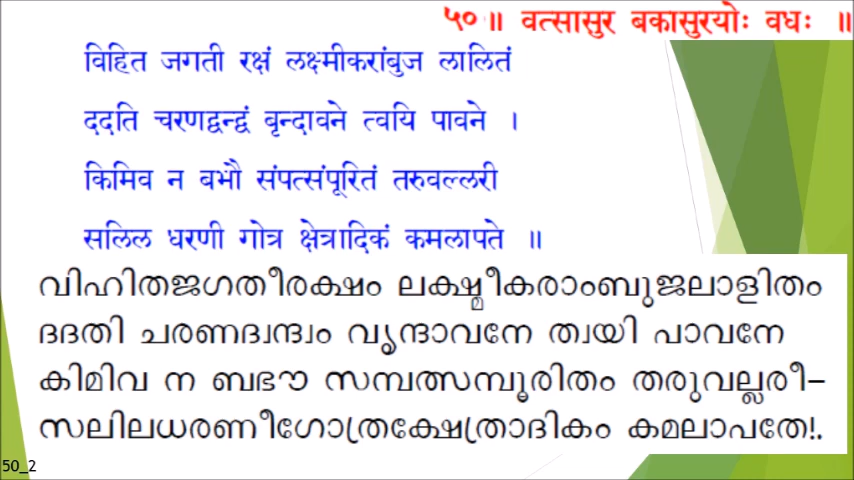 ५० ॥ वत्सासुर बकासुरयोः वधः ॥
विहित जगती रक्षं लक्ष्मीकरांबुज लालितं
ददति चरणद्वन्द्वं बृन्दावने त्वयि पावने ।
किमिव न बभौ संपत्संपूरितं तरुवल्लरी
सलिल धरणी गोत्र क्षेत्रादिकं कमलापते ॥
വിഹിതജഗതീരക്ഷം ലക്ഷ്മീകരാംബുജലാളിതം
ദദതി ചരണദ്വന്ദ്വം വൃന്ദാവനേ ത്വയി പാവനേ
കിമിവ ന ബഭൗ സമ്പത്സമ്പൂരിതം തരുവല്ലരീ–
സലിലധരണീഗോത്രക്ഷേത്രാദികം കമലാപതേ!.
50_2